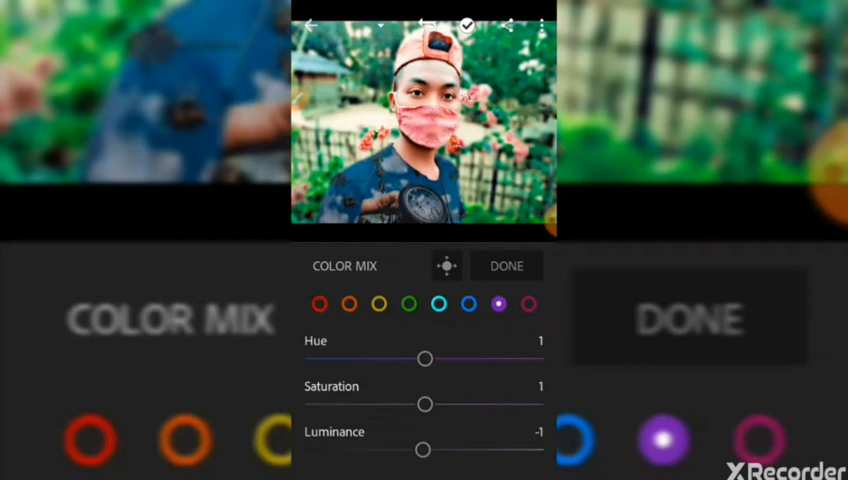 COLOR MIX
DONE
Hue 1
Saturation 1
Luminance -1
COLOR MIX
DONE
XRecorder